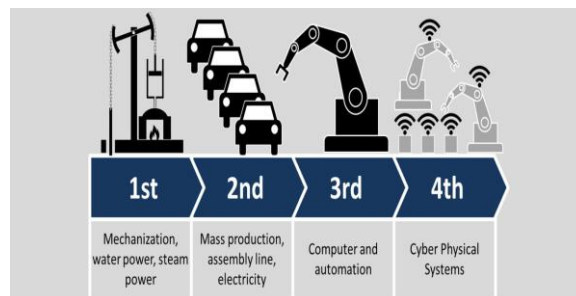 1st
2nd
3rd
4th
Mechanization,
water power, steam
power
Mass production,
assembly line,
electricity
Computer and
automation
Cyber Physical
Systems